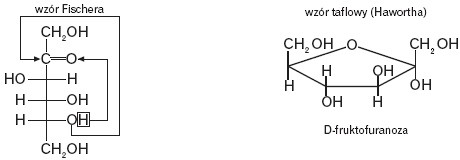 wzór Fischera
CH2OH
C=O
HO H
H OH
H OH
CH2OH
wzór taflowy (Hawortha)
CH2OH O CH2OH
H OH
H OH
OH H
D-fruktofuranoza